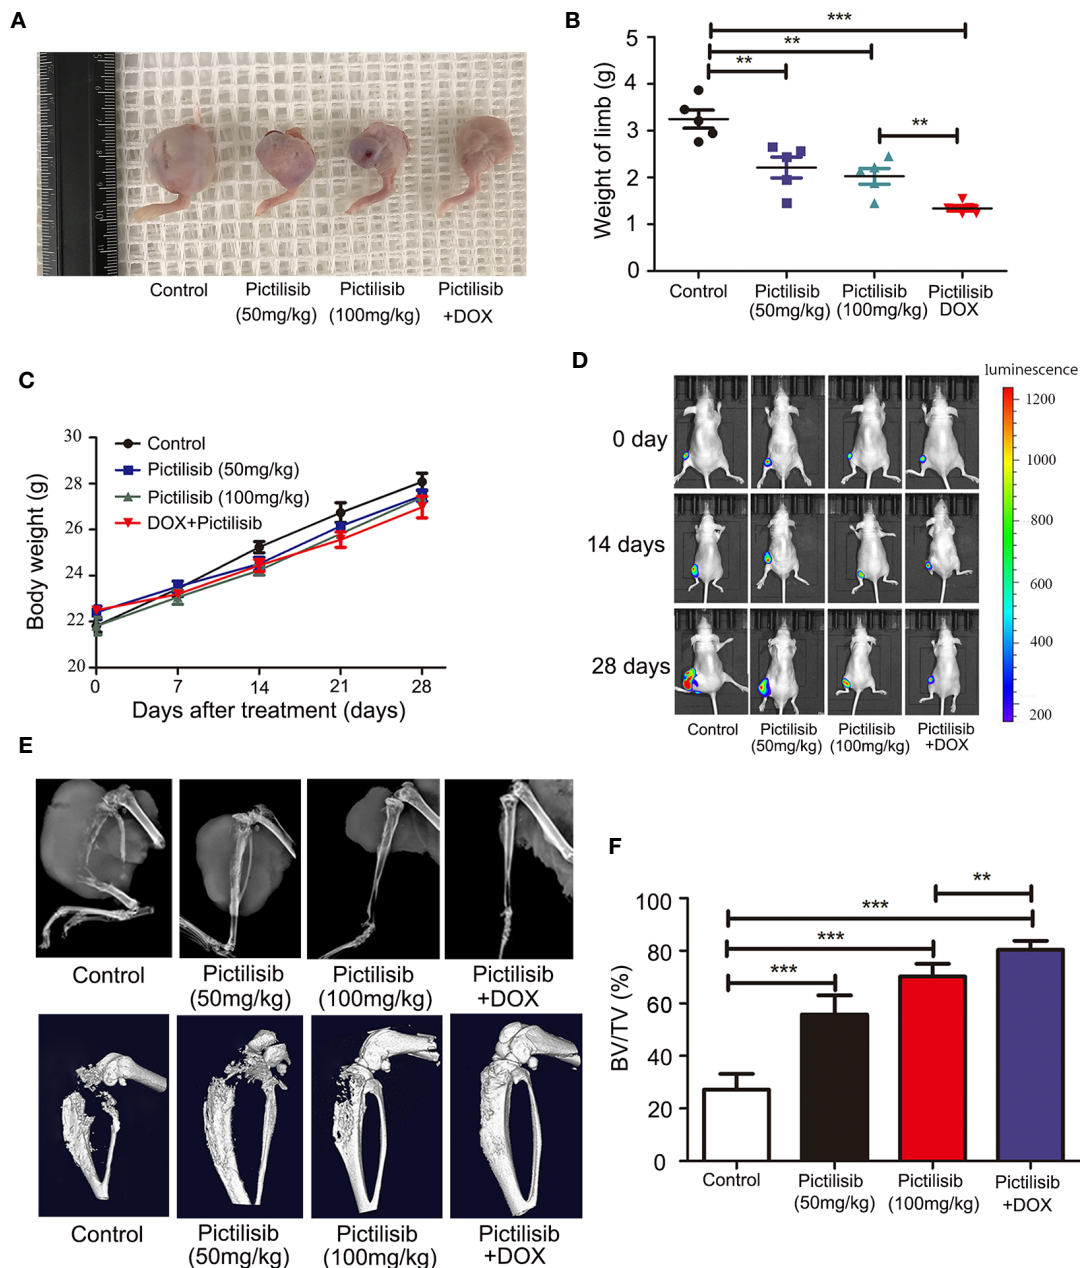 A
Control
Pictilisib
(50mg/kg)
Pictilisib
(100mg/kg)
Pictilisib
+DOX
B
Weight of limb (g)
5
4
3
2
1
0
***
**
**
**
Control
Pictilisib
(50mg/kg)
Pictilisib
(100mg/kg)
Pictilisib
DOX
C
Body weight (g)
30
28
26
24
22
20
Control
Pictilisib (50mg/kg)
Pictilisib (100mg/kg)
DOX+Pictilisib
0 7 14 21 28
Days after treatment (days)
D
luminescence
0 day
14 days
28 days
1200
1000
800
600
400
200
Control
Pictilisib
(50mg/kg)
Pictilisib
(100mg/kg)
Pictilisib
+DOX
E
Control
Pictilisib
(50mg/kg)
Pictilisib
(100mg/kg)
Pictilisib
+DOX
Control
Pictilisib
(50mg/kg)
Pictilisib
(100mg/kg)
Pictilisib
+DOX
F
BV/TV (%)
100
80
60
40
20
0
**
***
***
***
Control
Pictilisib
(50mg/kg)
Pictilisib
(100mg/kg)
Pictilisib
+DOX